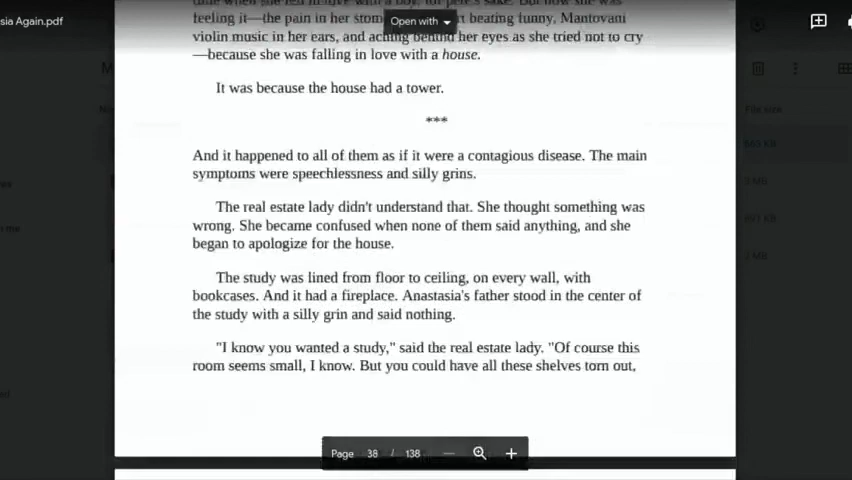 sia Again.pdf
Open with
feeling it—the pain in her beating funny, Mantovani
violin music in her ears, and aching behind her eyes as she tried not to cry
—because she was falling in love with a house.
It was because the house had a tower.
***
And it happened to all of them as if it were a contagious disease. The main
symptoms were speechlessness and silly grins.
The real estate lady didn't understand that. She thought something was
wrong. She became confused when none of them said anything, and she
began to apologize for the house.
The study was lined from floor to ceiling, on every wall, with
bookcases. And it had a fireplace. Anastasia's father stood in the center of
the study with a silly grin and said nothing.
"I know you wanted a study," said the real estate lady. "Of course this
room seems small, I know. But you could have all these shelves torn out,
Page 38 / 138
File size